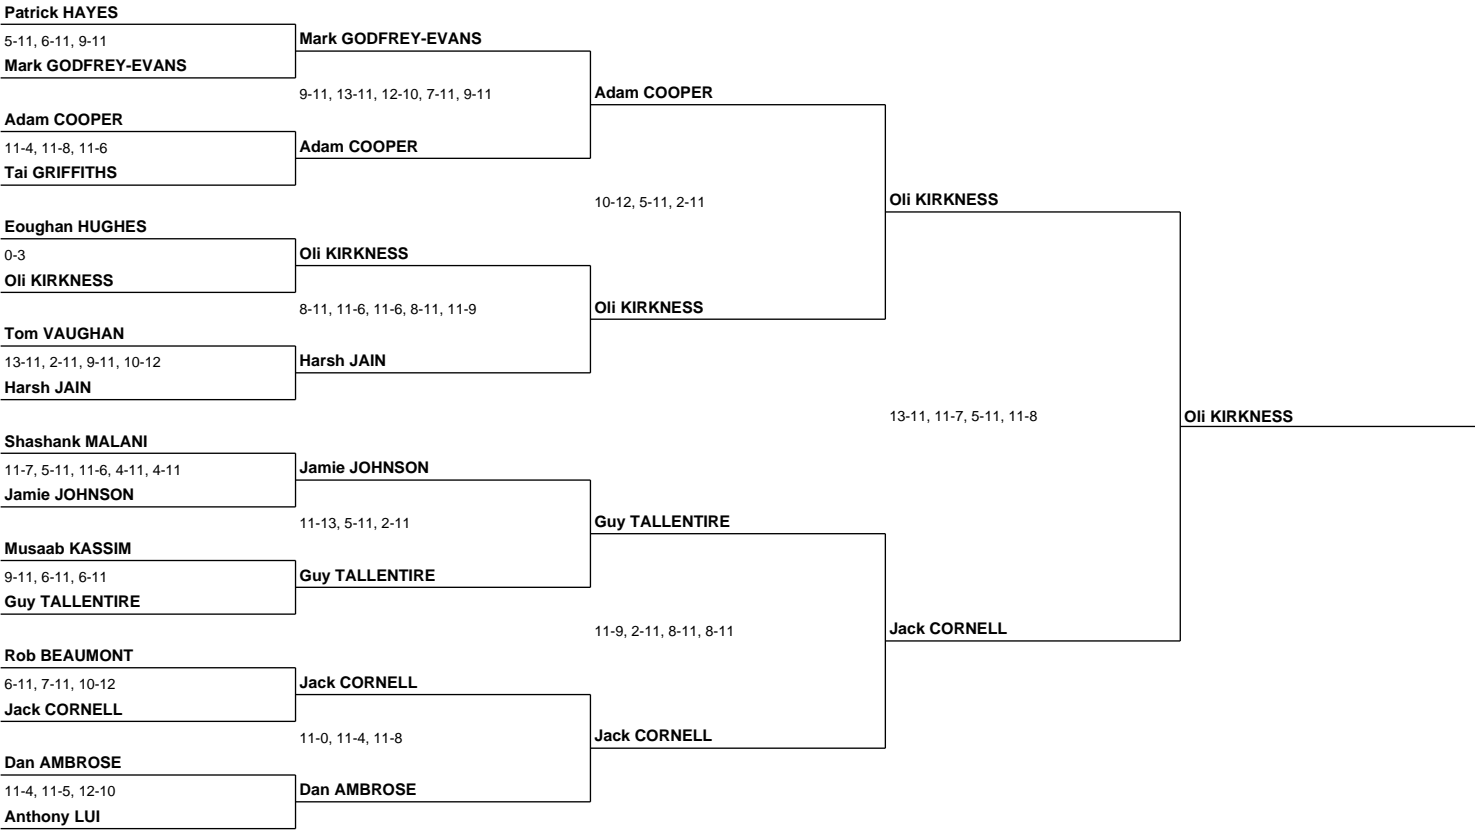 Patrick HAYES
5-11, 6-11, 9-11
Mark GODFREY-EVANS
Adam COOPER
11-4, 11-8, 11-6
Tai GRIFFITHS
Eoughan HUGHES
0-3
Oli KIRKNESS
Tom VAUGHAN
13-11, 2-11, 9-11, 10-12
Harsh JAIN
Shashank MALANI
11-7, 5-11, 11-6, 4-11, 4-11
Jamie JOHNSON
Musaab KASSIM
9-11, 6-11, 6-11
Guy TALLENTIRE
Rob BEAUMONT
6-11, 7-11, 10-12
Jack CORNELL
Dan AMBROSE
11-4, 11-5, 12-10
Anthony LUI
Mark GODFREY-EVANS
9-11, 13-11, 12-10, 7-11, 9-11
Adam COOPER
Oli KIRKNESS
8-11, 11-6, 11-6, 8-11, 11-9
Harsh JAIN
Jamie JOHNSON
11-13, 5-11, 2-11
Guy TALLENTIRE
Jack CORNELL
11-0, 11-4, 11-8
Dan AMBROSE
Adam COOPER
10-12, 5-11, 2-11
Oli KIRKNESS
Guy TALLENTIRE
11-9, 2-11, 8-11, 8-11
Jack CORNELL
Oli KIRKNESS
13-11, 11-7, 5-11, 11-8
Jack CORNELL
Oli KIRKNESS